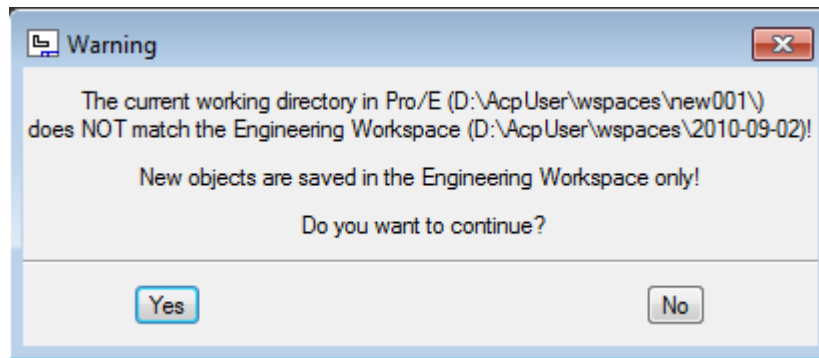 Warning
The current working directory in Pro/E (D:\AcpUser\wspaces\new001\)
does NOT match the Engineering Workspace (D:\AcpUser\wspaces\2010-09-02)!
New objects are saved in the Engineering Workspace only!
Do you want to continue?
Yes
No